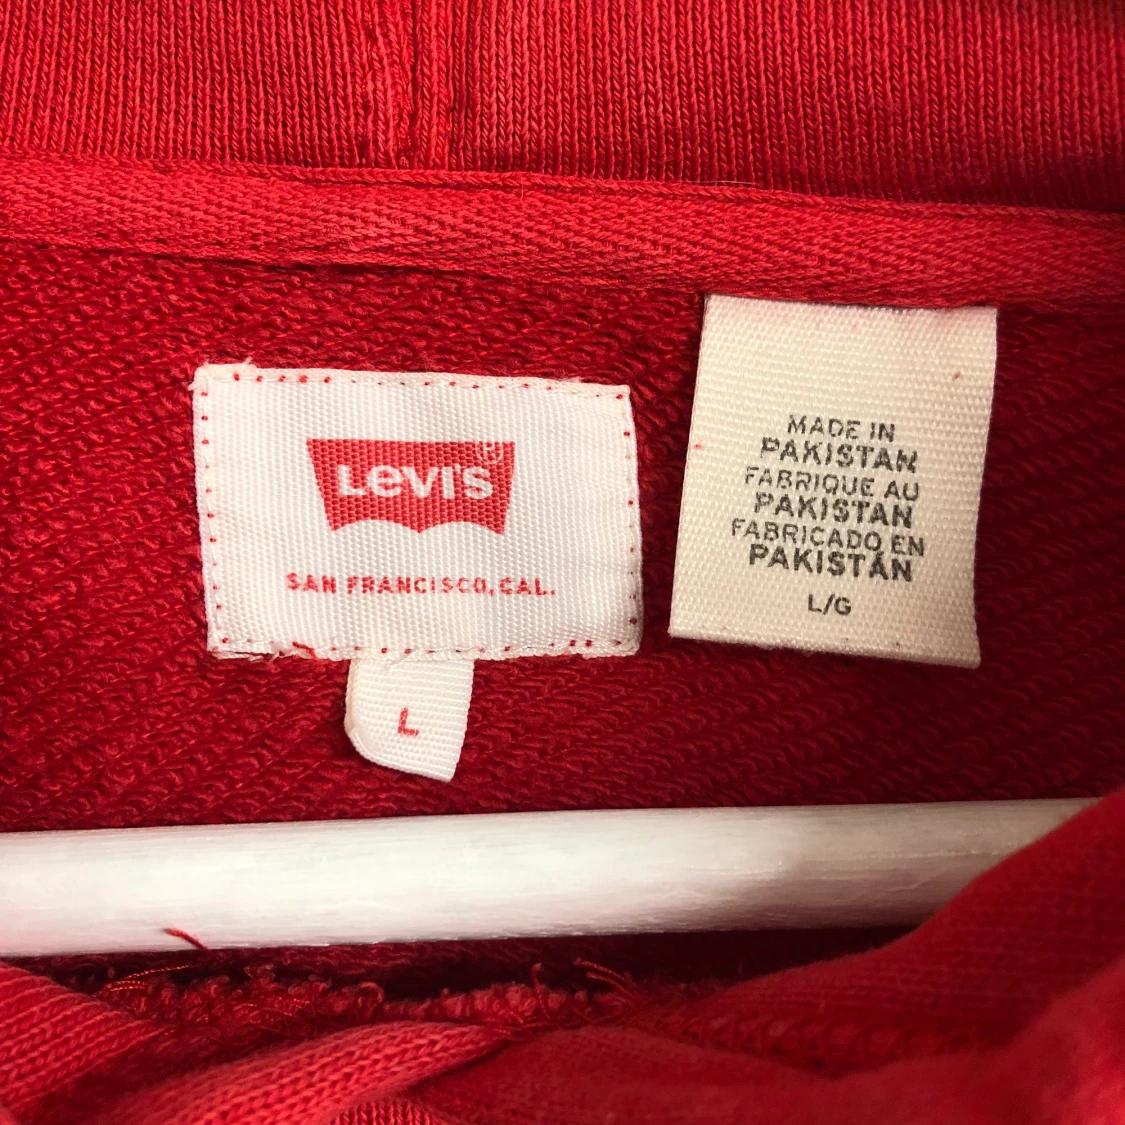 Levi's
SAN FRANCISCO, CAL.
L
MADE IN
PAKISTAN
FABRIQUE AU
PAKISTAN
FABRICADO EN
PAKISTÁN
L/G